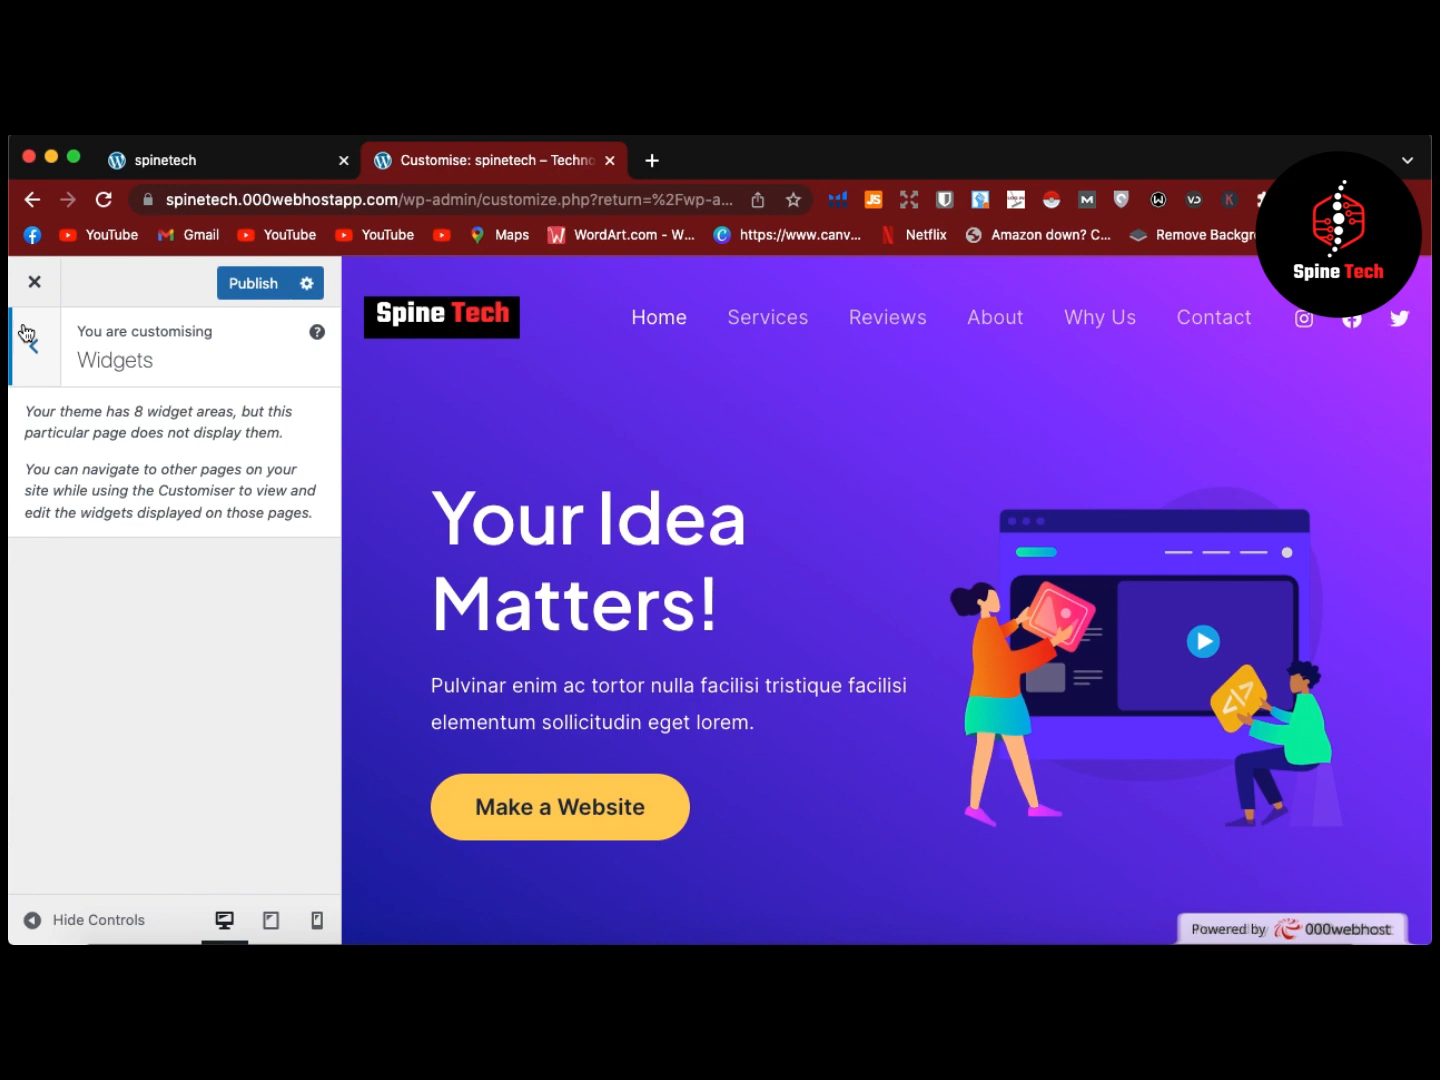 spinetech
Customise: spinetech – Techno
spinetech.000webhostapp.com/wp-admin/customize.php?return=%2Fwp-a...
YouTube
Gmail
YouTube
YouTube
Maps
WordArt.com - W...
https://www.canv...
Netflix
Amazon down? C...
Remove Backgr
Spine Tech
Publish
You are customising
Widgets
Your theme has 8 widget areas, but this
particular page does not display them.
You can navigate to other pages on your
site while using the Customiser to view and
edit the widgets displayed on those pages.
Hide Controls
Spine Tech
Home
Services
Reviews
About
Why Us
Contact
Your Idea
Matters!
Pulvinar enim ac tortor nulla facilisi tristique facilisi
elementum sollicitudin eget lorem.
Make a Website
</>
Powered by 000webhost